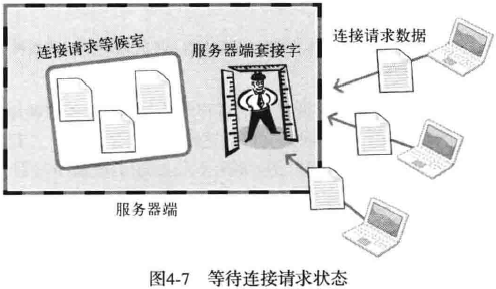 连接请求等候室
服务器端套接字
连接请求数据
服务器端
图4-7 等待连接请求状态